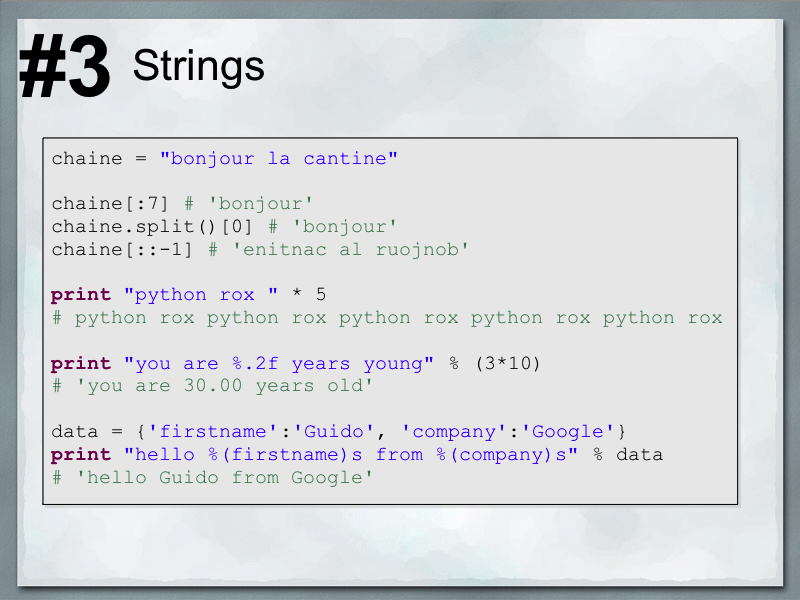 #3 Strings
chaine = "bonjour la cantine"
chaine[:7] # 'bonjour'
chaine.split()[0] # 'bonjour'
chaine[::-1] # 'enitnac al ruojnob'
print "python rox " * 5
# python rox python rox python rox python rox python rox
print "you are %.2f years young" % (3*10)
# 'you are 30.00 years old'
data = {'firstname':'Guido', 'company':'Google'}
print "hello %(firstname)s from %(company)s" % data
# 'hello Guido from Google'